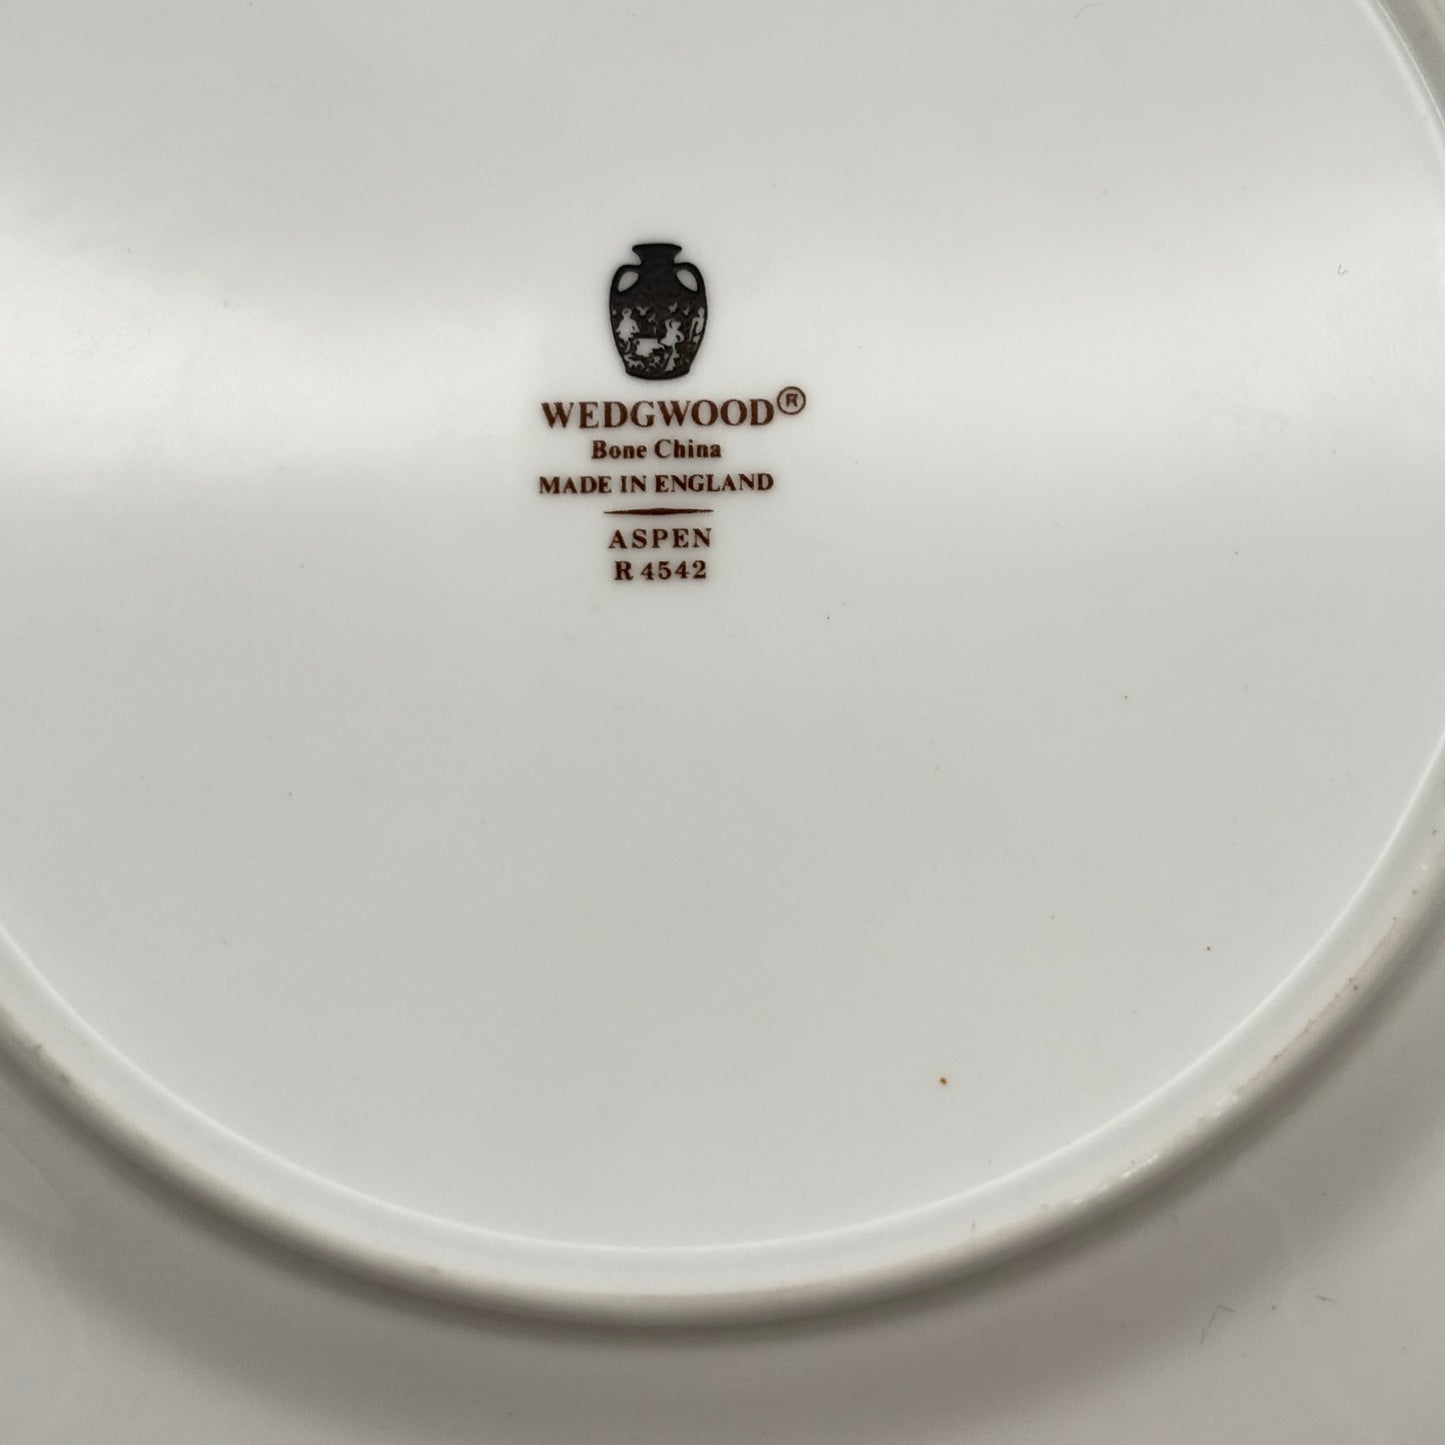 WEDGWOOD®
Bone China
MADE IN ENGLAND
ASPEN
R 4542